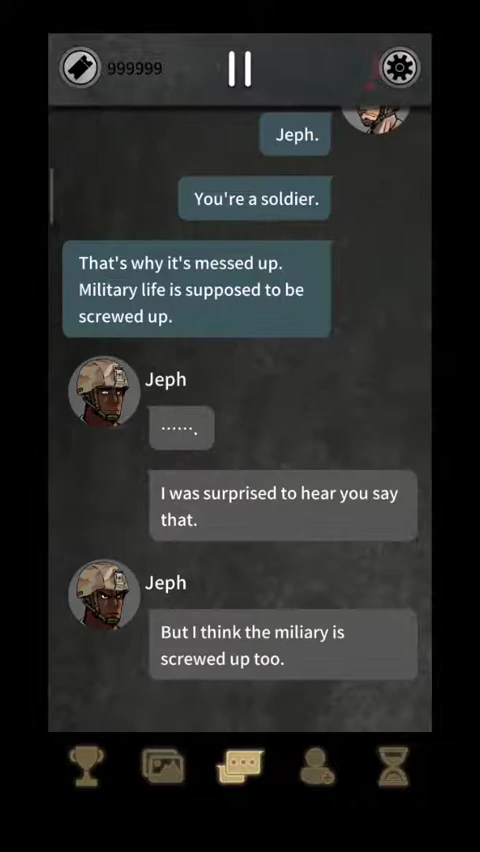 999999
Jeph.
You're a soldier.
That's why it's messed up.
Military life is supposed to be
screwed up.
Jeph
…….
I was surprised to hear you say
that.
Jeph
But I think the miliary is
screwed up too.